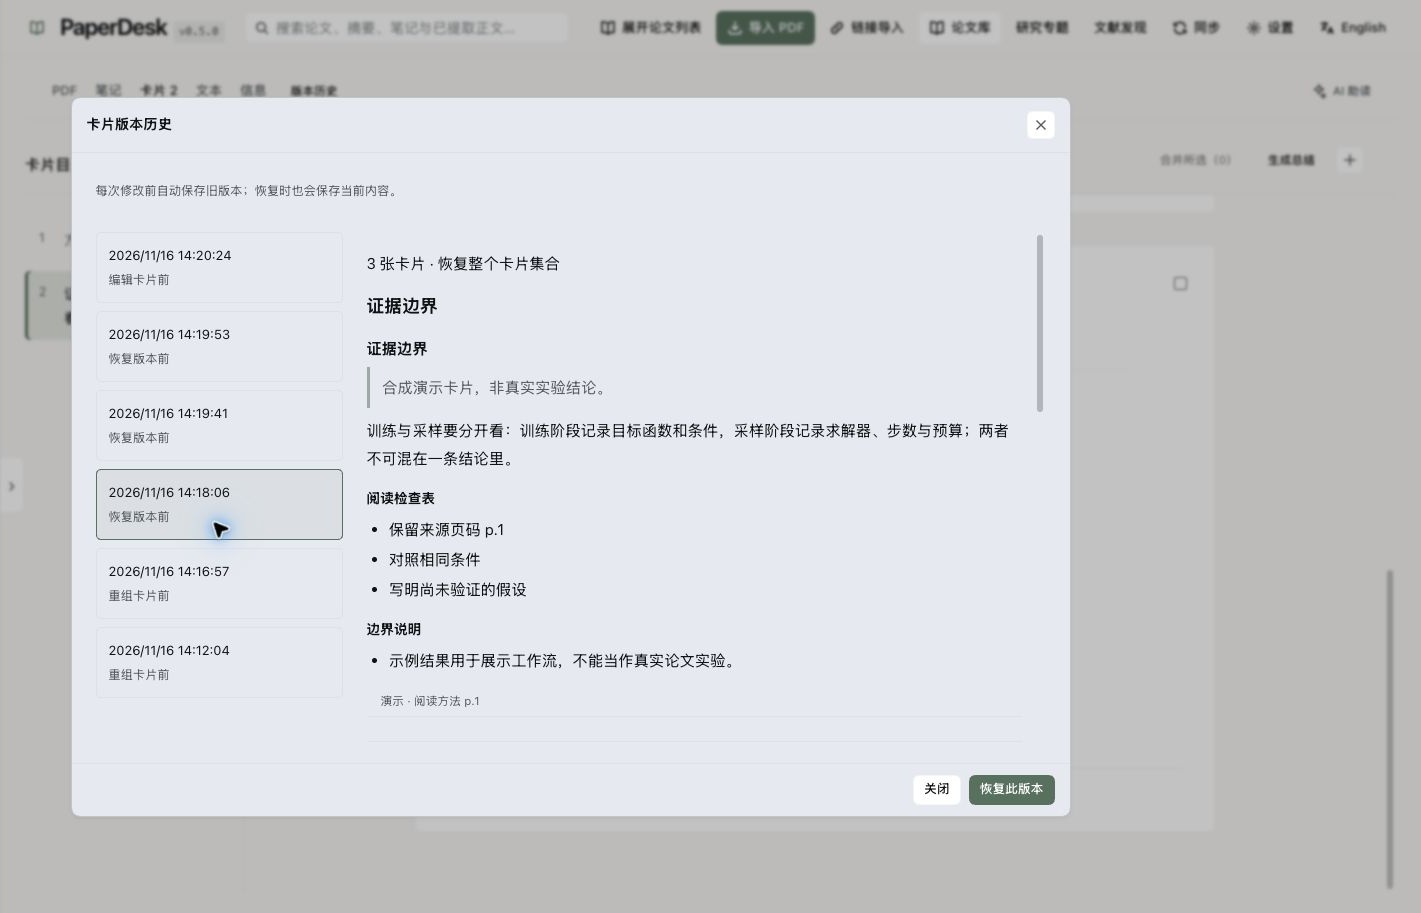 PaperDesk v0.5.0
搜索论文、摘要、笔记与已提取正文...
展开论文列表
导入 PDF
链接导入
论文库
研究专题
文献发现
同步
设置
English
PDF
笔记
卡片 2
文本
信息
版本历史
AI 助读
卡片版本历史
卡片目
合并所选 (0)
生成总结
每次修改前自动保存旧版本；恢复时也会保存当前内容。
1
2
2026/11/16 14:20:24
编辑卡片前
2026/11/16 14:19:53
恢复版本前
2026/11/16 14:19:41
恢复版本前
2026/11/16 14:18:06
恢复版本前
2026/11/16 14:16:57
重组卡片前
2026/11/16 14:12:04
重组卡片前
3 张卡片 · 恢复整个卡片集合
证据边界
证据边界
合成演示卡片，非真实实验结论。
训练与采样要分开看：训练阶段记录目标函数和条件，采样阶段记录求解器、步数与预算；两者
不可混在一条结论里。
阅读检查表
• 保留来源页码 p.1
• 对照相同条件
• 写明尚未验证的假设
边界说明
• 示例结果用于展示工作流，不能当作真实论文实验。
演示 · 阅读方法 p.1
关闭
恢复此版本